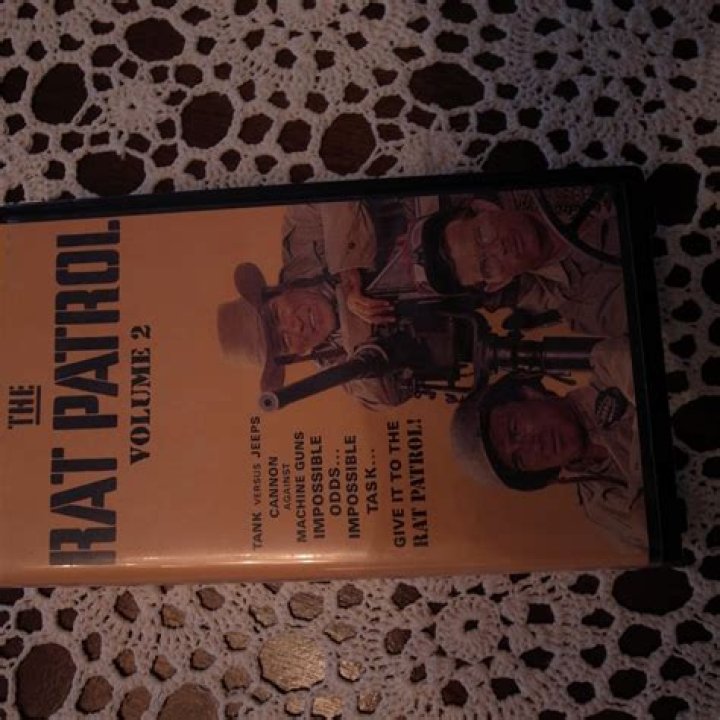 THE
RAT PATROL
VOLUME 2
TANK VERSUS JEEPS
CANNON
AGAINST
MACHINE GUNS
IMPOSSIBLE
ODDS...
IMPOSSIBLE
TASK...
GIVE IT TO THE
RAT PATROL!